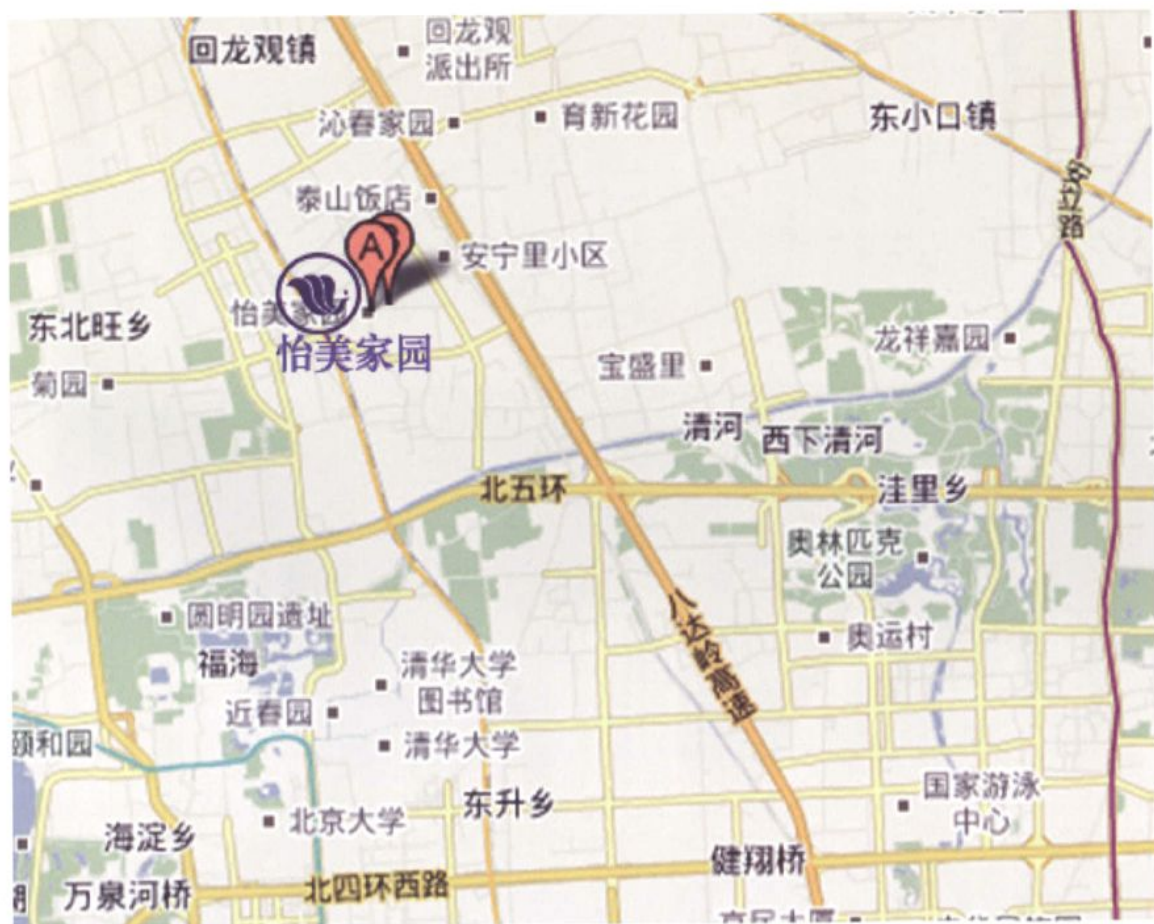 回龙观镇
回龙观
派出所
沁春家园
育新花园
东小口镇
泰山饭店
立路
A
安宁里小区
怡美家园
怡美家园
东北旺乡
菊园
宝盛里
龙祥嘉园
清河
西下清河
北五环
洼里乡
奥林匹克
公园
圆明园遗址
八达岭高速
奥运村
福海
清华大学
图书馆
近春园
清华大学
颐和园
国家游泳
中心
东升乡
北京大学
海淀乡
健翔桥
万泉河桥
北四环西路